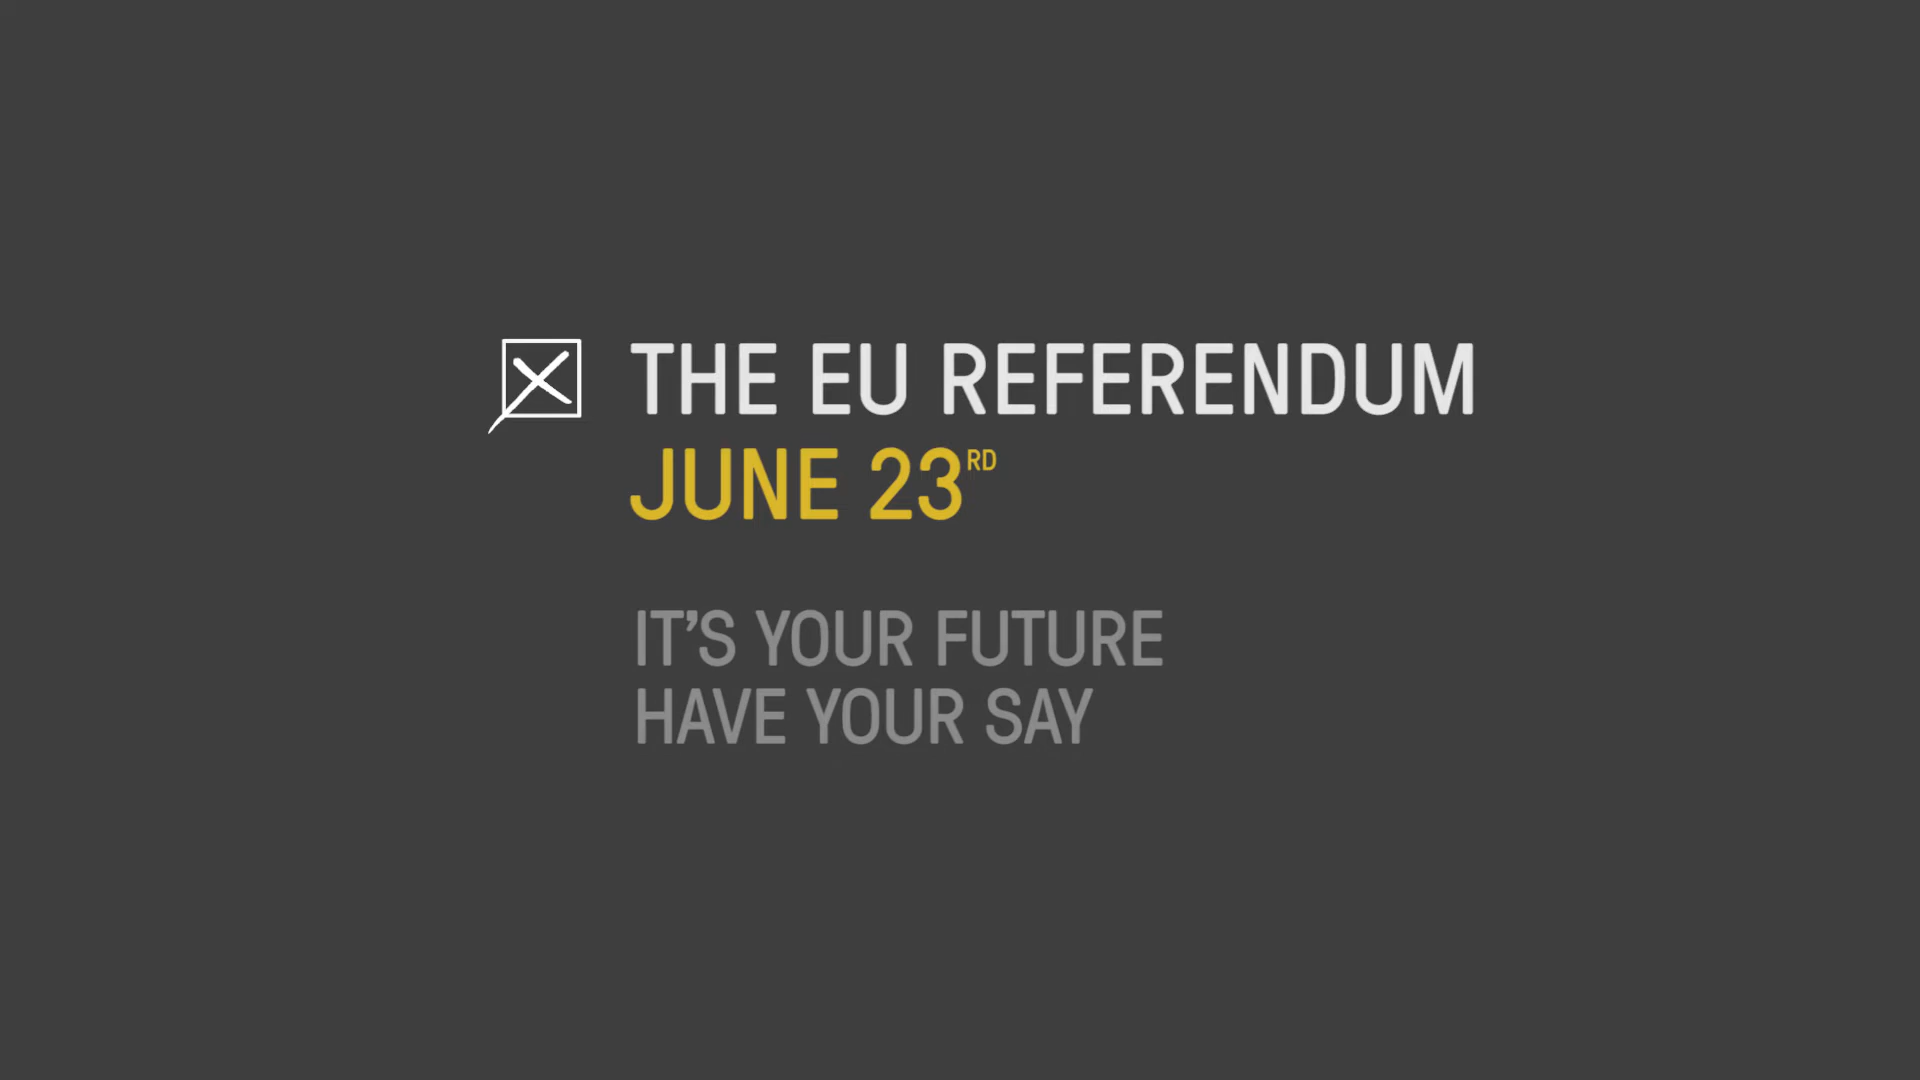 THE EU REFERENDUM
JUNE 23RD
IT’S YOUR FUTURE
HAVE YOUR SAY